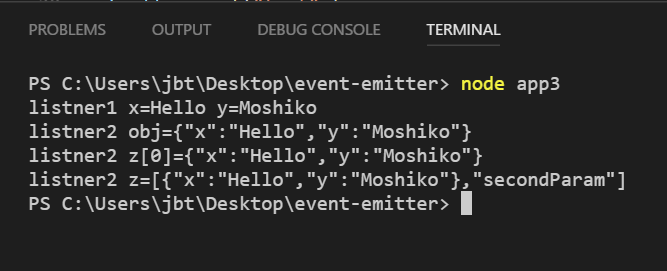 PROBLEMS OUTPUT DEBUG CONSOLE TERMINAL
PS C:\Users\jbt\Desktop\event-emitter> node app3
listner1 x=Hello y=Moshiko
listner2 obj={"x":"Hello","y":"Moshiko"}
listner2 z[0]={"x":"Hello","y":"Moshiko"}
listner2 z=[{"x":"Hello","y":"Moshiko"},"secondParam"]
PS C:\Users\jbt\Desktop\event-emitter>